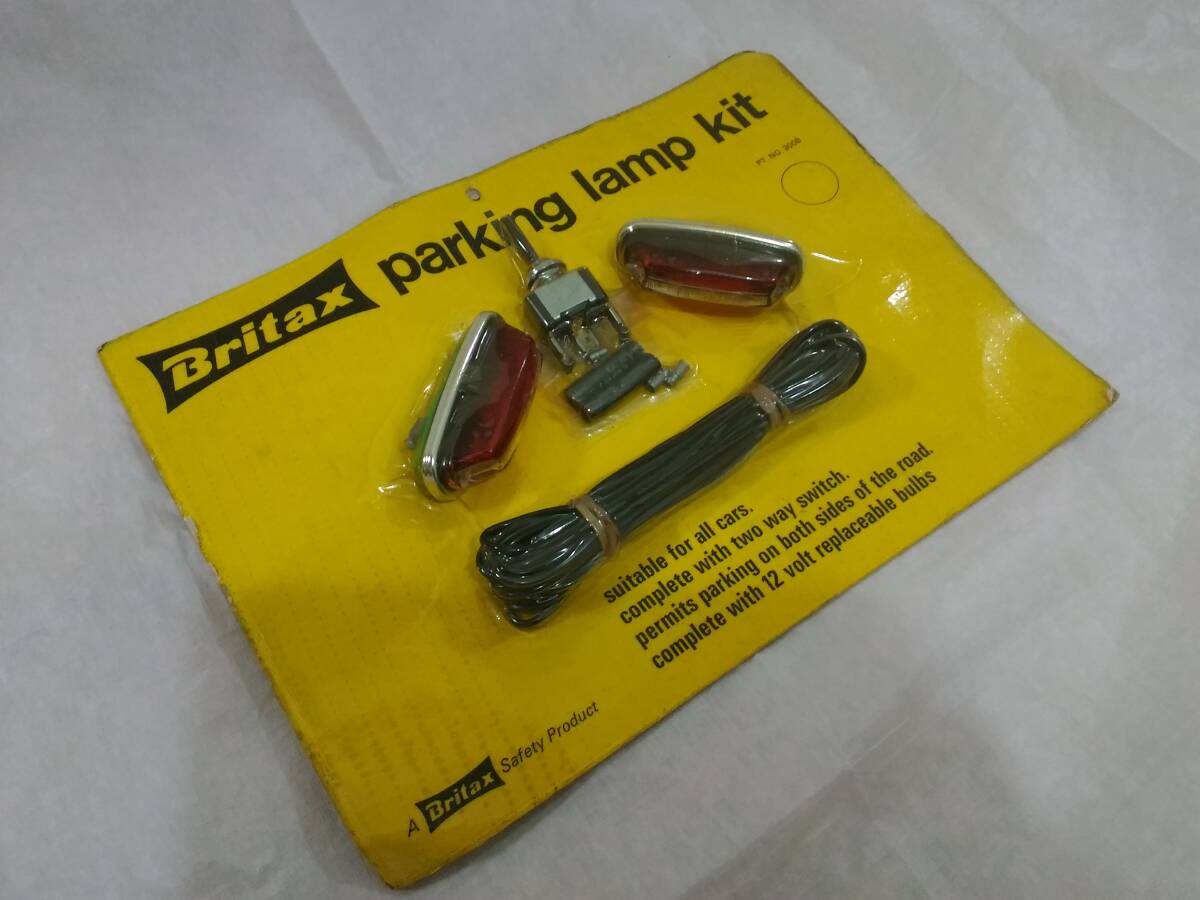 Britax parking lamp kit
PT. NO. 3008
suitable for all cars.
complete with two way switch.
permits parking on both sides of the road.
complete with 12 volt replaceable bulbs
A Britax Safety Product